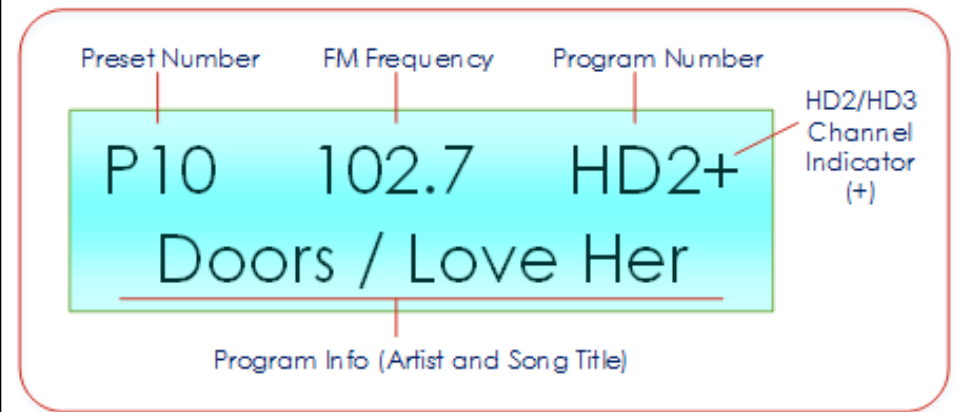 Preset Number FM Frequency Program Number
HD2/HD3
Channel
Indicator
(+)
P10 102.7 HD2+
Doors / Love Her
Program Info (Artist and Song Title)